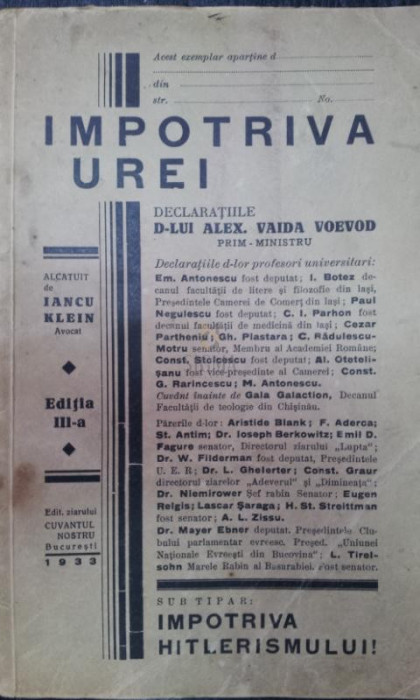 Acest exemplar aparține d
din
str. No.
IMPOTRIVA
UREI
DECLARAȚIILE
D-LUI ALEX. VAIDA VOEVOD
PRIM-MINISTRU
Declarațiile d-lor profesori universitari:
Em. Antonescu fost deputat; I. Botez de-
canul facultății de litere și filozofie din Iași,
Președintele Camerei de Comerț din Iași; Paul
Negulescu fost deputat; C. I. Parhon fost
decanul facultății de medicină din Iași; Cezar
Partheniu; Gh. Plastara; C. Rădulescu-
Motru senator, Membru al Academiei Române;
Const. Stoicescu fost deputat; Al. Oteteli-
șanu fost vice-președinte al Camerei; Const.
G. Rarincescu; M. Antonescu.
Cuvânt înainte de Gala Galaction, Decanul
Facultății de teologie din Chișinău.
Părerile d-lor: Aristide Blank; F. Aderca;
St. Antim; Dr. Ioseph Berkowitz; Emil D.
Fagure senator, Directorul ziarului „Lupta";
Dr. W. Filderman fost deputat, Președintele
U. E. R; Dr. L. Ghelerter; Const. Graur
directorul ziarelor „Adeverul" și „Dimineața";
Dr. Niemirower Șef rabin Senator; Eugen
Relgis; Lascar Șaraga; H. St. Streittman
fost senator; A. L. Zissu.
Dr. Mayer Ebner deputat. Președintele Clu-
bului parlamentar evreesc. Președ. „Uniunei
Naționale Evreești din Bucovina"; L. Tirel-
sohn Marele Rabin al Basarabiei. Fost senator.
SUB TIPAR:
IMPOTRIVA
HITLERISMULUI!
ALCĂTUIT
de
IANCU
KLEIN
Avocat
Ediția
III-a
Edit. ziarului
CUVANTUL
NOSTRU
București
1933